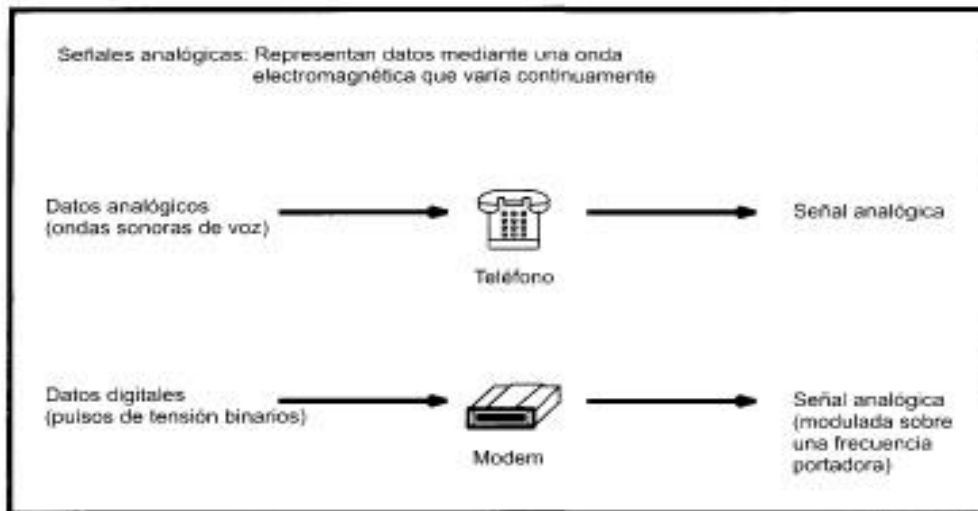 Señales analógicas: Representan datos mediante una onda
electromagnética que varía continuamente
Datos analógicos
(ondas sonoras de voz)
Teléfono
Señal analógica
Datos digitales
(pulsos de tensión binarios)
Modem
Señal analógica
(modulada sobre
una frecuencia
portadora)